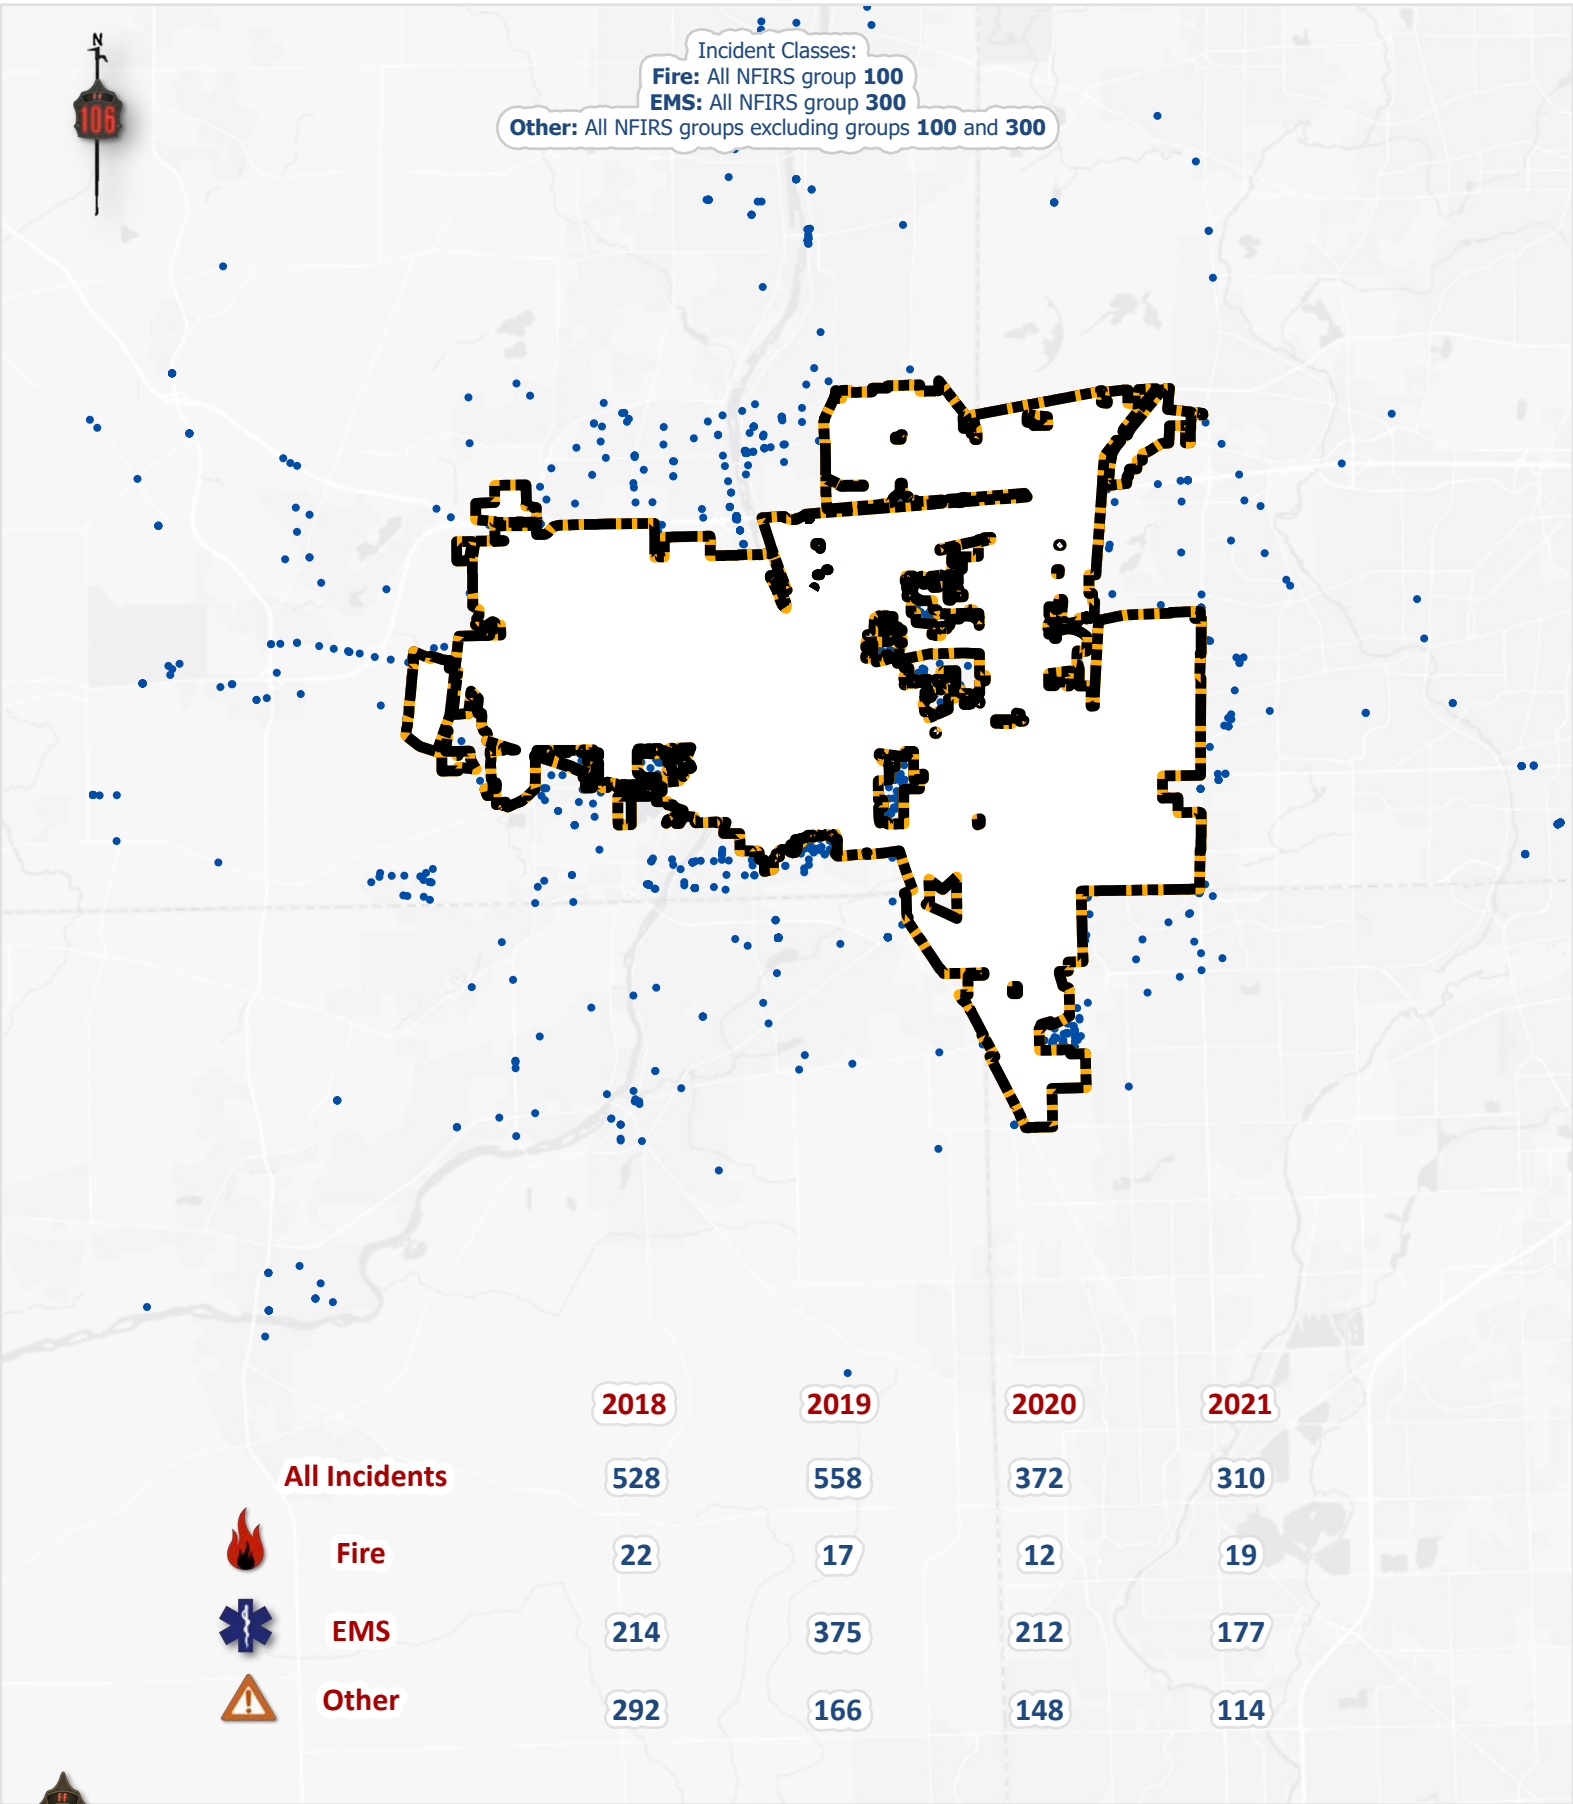 N
FF
106
Incident Classes:
Fire: All NFIRS group 100
EMS: All NFIRS group 300
Other: All NFIRS groups excluding groups 100 and 300
2018 2019 2020 2021
All Incidents 528 558 372 310
Fire 22 17 12 19
EMS 214 375 212 177
Other 292 166 148 114
FF